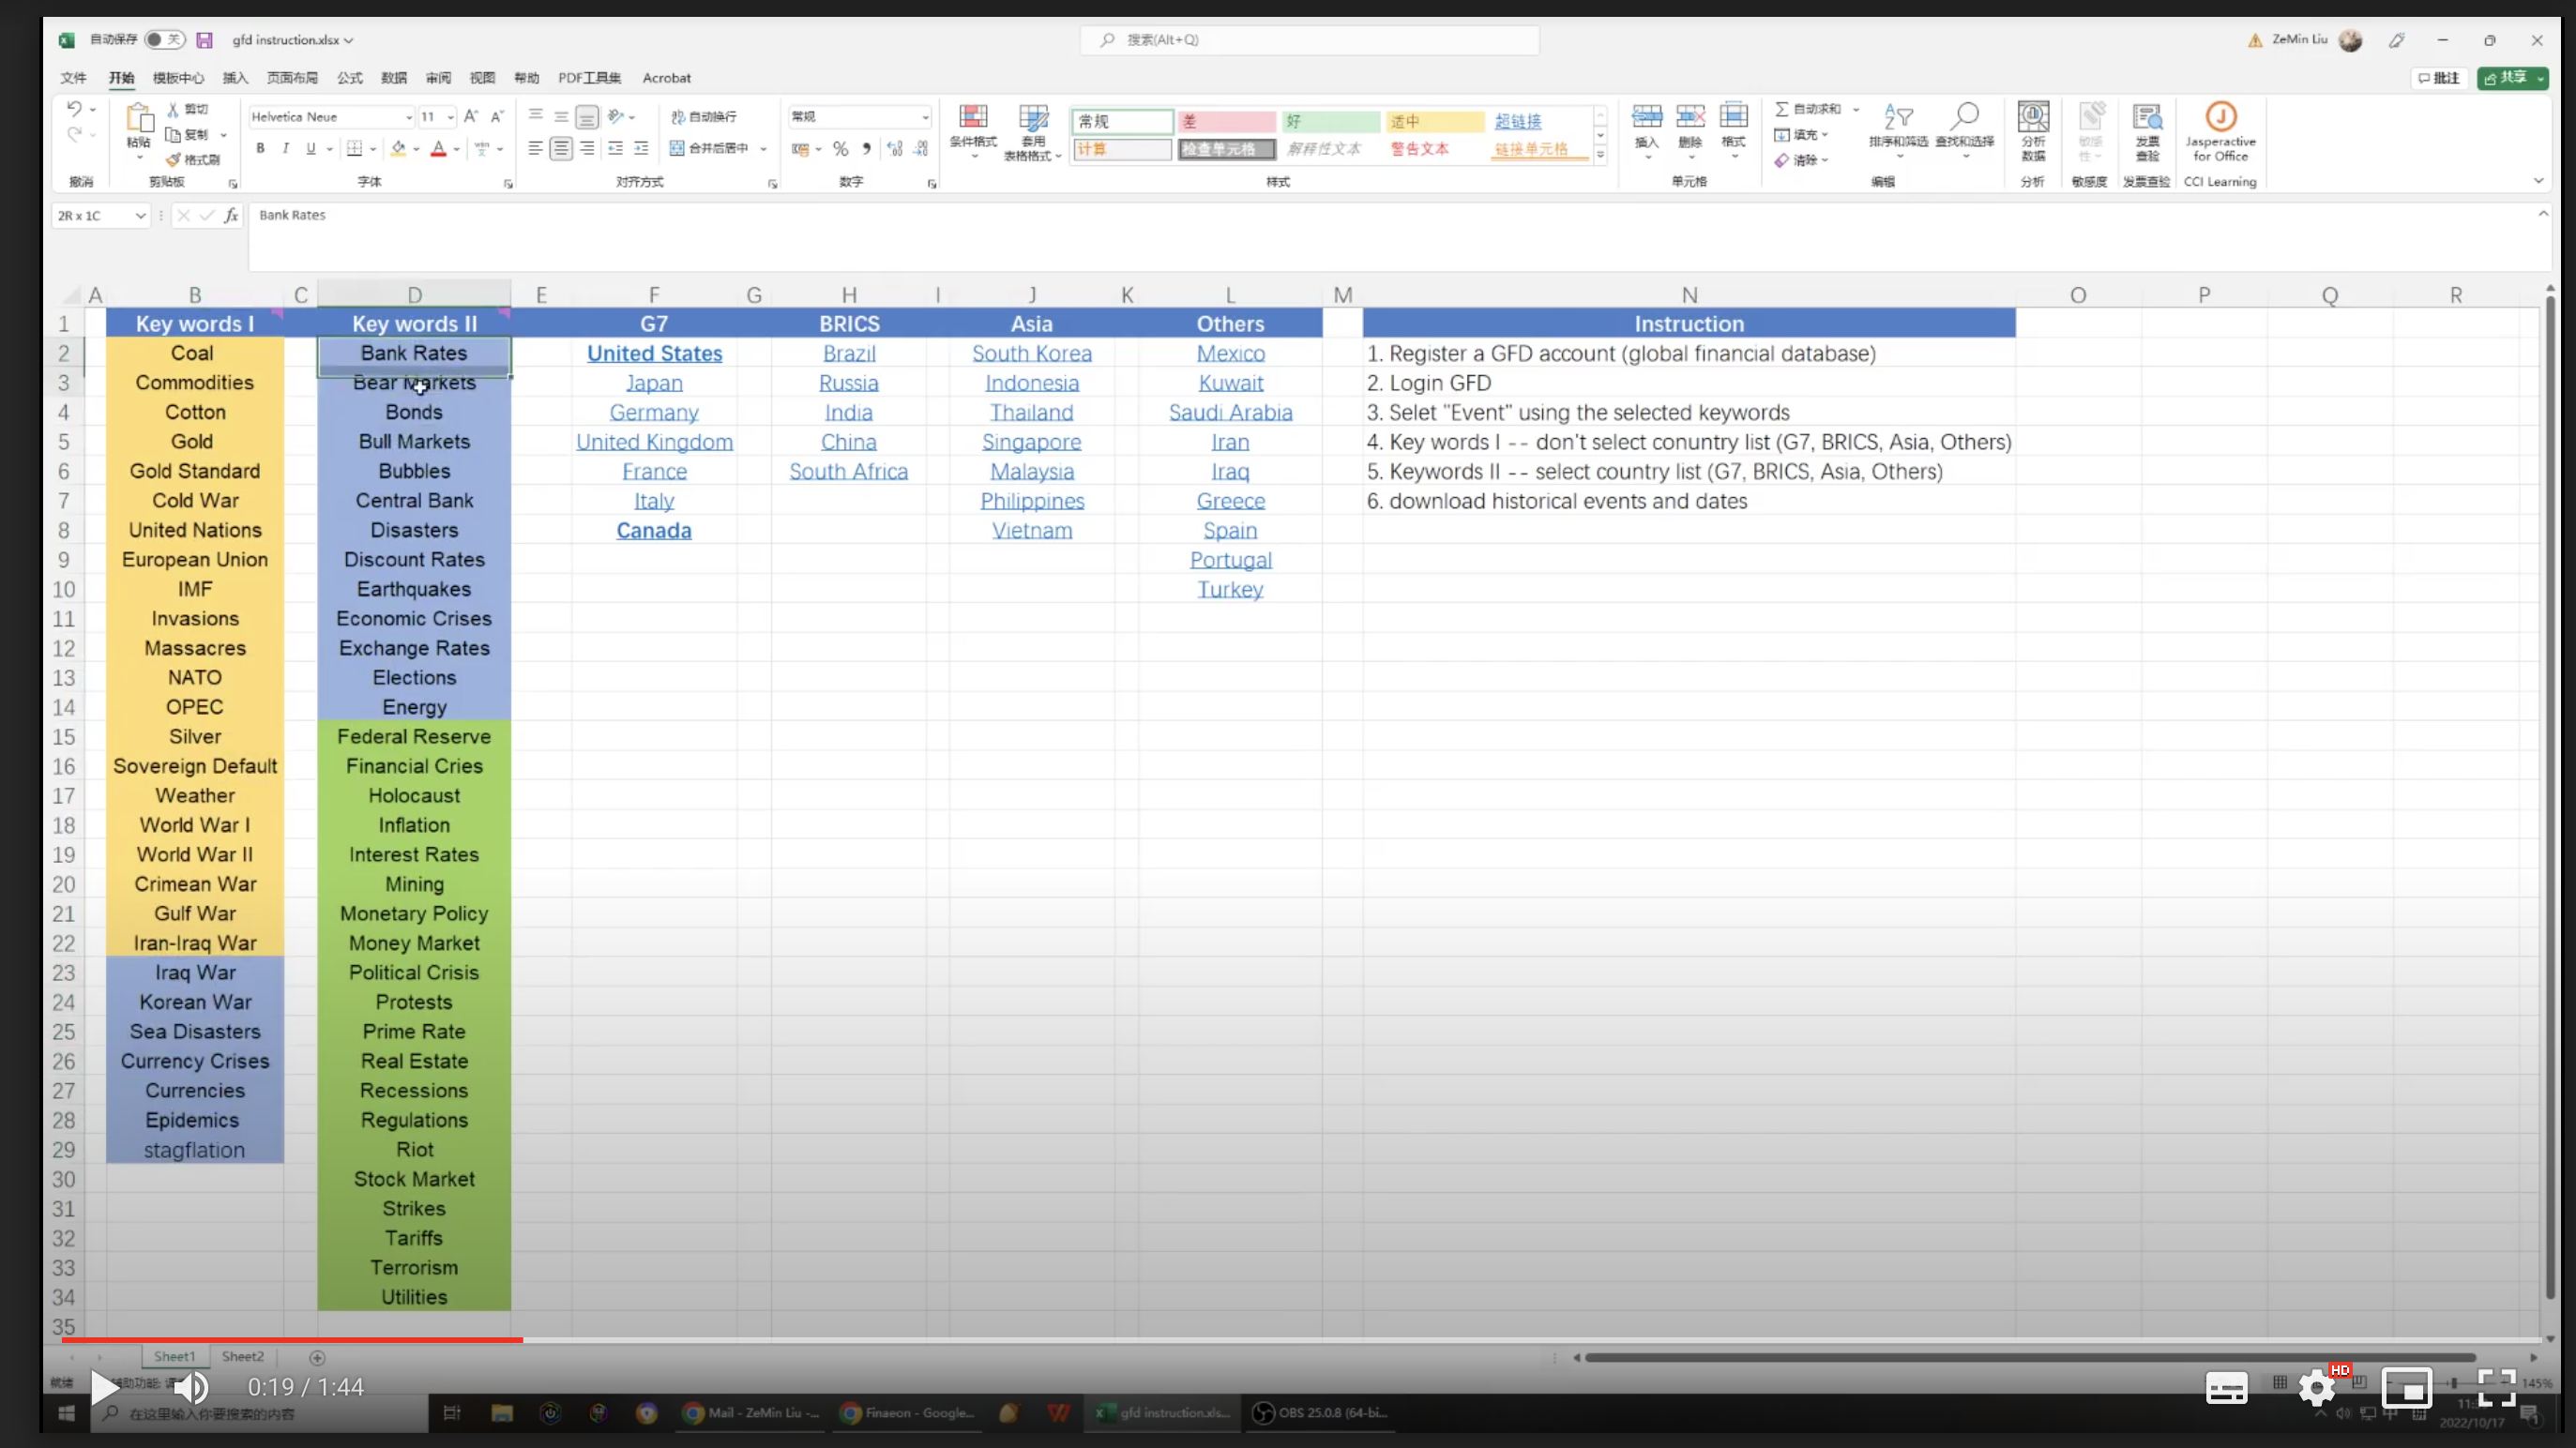 自动保存 关 gfd instruction.xlsx 搜索(Alt+Q) ZeMin Liu
文件 开始 模板中心 插入 页面布局 公式 数据 审阅 视图 帮助 PDF工具集 Acrobat 批注 共享
剪切 Helvetica Neue 11 自动换行 常规 常规 差 好 适中 超链接 自动求和
粘贴 复制 B I U 合并后居中 % 条件格式 套用 表格格式 计算 检查单元格 解释性文本 警告文本 链接单元格 插入 删除 格式 填充 排序和筛选 查找和选择 分析 数据 敏感 性 发票 查验 Jasperactive for Office
格式刷 清除
撤消 剪贴板 字体 对齐方式 数字 样式 单元格 编辑 分析 敏感度 发票查验 CCI Learning
2R x 1C fx Bank Rates
A B C D E F G H I J K L M N O P Q R
1 Key words I Key words II G7 BRICS Asia Others Instruction
2 Coal Bank Rates United States Brazil South Korea Mexico 1. Register a GFD account (global financial database)
3 Commodities Bear Markets Japan Russia Indonesia Kuwait 2. Login GFD
4 Cotton Bonds Germany India Thailand Saudi Arabia 3. Selet "Event" using the selected keywords
5 Gold Bull Markets United Kingdom China Singapore Iran 4. Key words I -- don't select conuntry list (G7, BRICS, Asia, Others)
6 Gold Standard Bubbles France South Africa Malaysia Iraq 5. Keywords II -- select country list (G7, BRICS, Asia, Others)
7 Cold War Central Bank Italy Philippines Greece 6. download historical events and dates
8 United Nations Disasters Canada Vietnam Spain
9 European Union Discount Rates Portugal
10 IMF Earthquakes Turkey
11 Invasions Economic Crises
12 Massacres Exchange Rates
13 NATO Elections
14 OPEC Energy
15 Silver Federal Reserve
16 Sovereign Default Financial Cries
17 Weather Holocaust
18 World War I Inflation
19 World War II Interest Rates
20 Crimean War Mining
21 Gulf War Monetary Policy
22 Iran-Iraq War Money Market
23 Iraq War Political Crisis
24 Korean War Protests
25 Sea Disasters Prime Rate
26 Currency Crises Real Estate
27 Currencies Recessions
28 Epidemics Regulations
29 stagflation Riot
30 Stock Market
31 Strikes
32 Tariffs
33 Terrorism
34 Utilities
35
Sheet1 Sheet2
就绪 0:19 / 1:44 HD 145%
在这里输入你要搜索的内容 Mail - ZeMin Liu -... Finaeon - Google... gfd instruction.xls... OBS 25.0.8 (64-bi... 中
2022/10/17